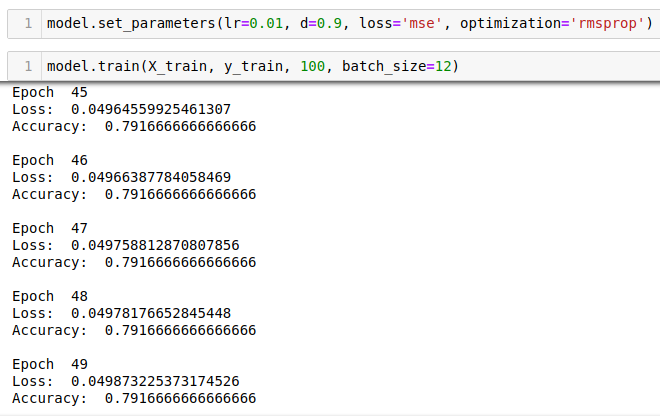 1 model.set_parameters(lr=0.01, d=0.9, loss='mse', optimization='rmsprop')
1 model.train(X_train, y_train, 100, batch_size=12)
Epoch 45
Loss: 0.04964559925461307
Accuracy: 0.7916666666666666
Epoch 46
Loss: 0.04966387784058469
Accuracy: 0.7916666666666666
Epoch 47
Loss: 0.049758812870807856
Accuracy: 0.7916666666666666
Epoch 48
Loss: 0.04978176652845448
Accuracy: 0.7916666666666666
Epoch 49
Loss: 0.049873225373174526
Accuracy: 0.7916666666666666